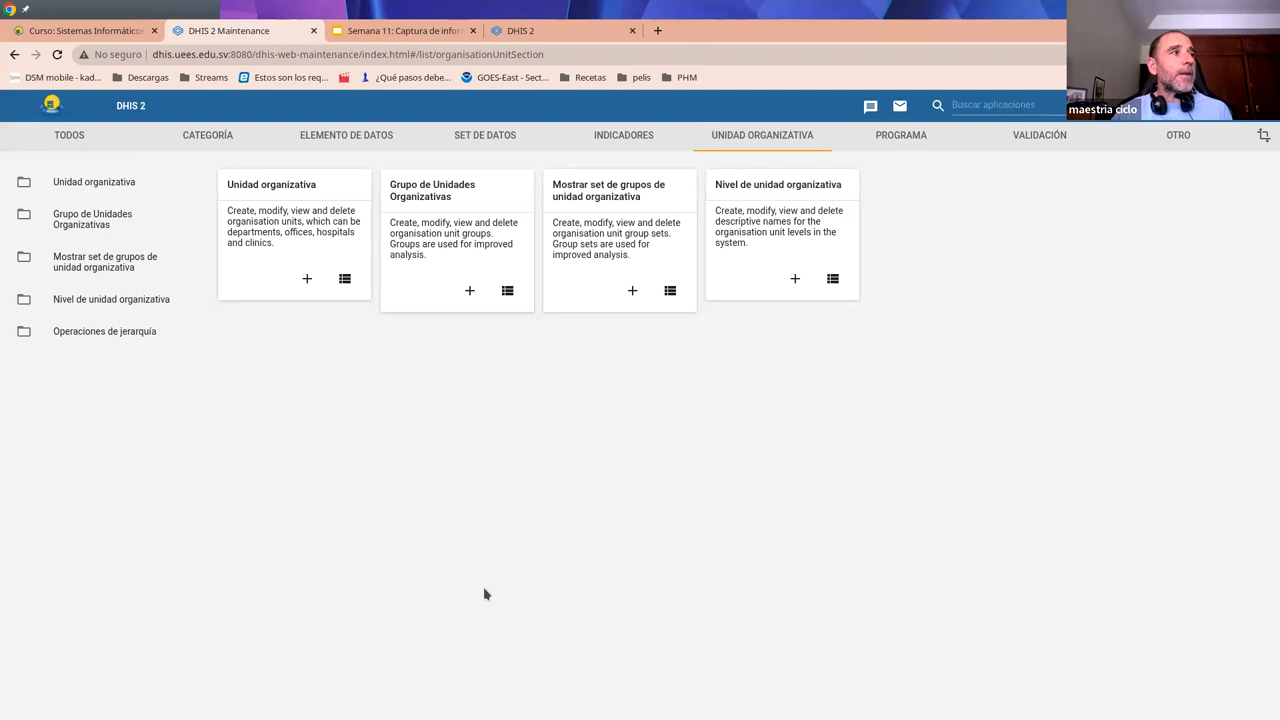 Curso: Sistemas Informáticos
DHIS 2 Maintenance
Semana 11: Captura de infor
DHIS 2
No seguro
dhis.uees.edu.sv:8080/dhis-web-maintenance/index.html#/list/organisationUnitSection
DSM mobile - kad...
Descargas
Streams
Estos son los req...
¿Qué pasos debe...
GOES-East - Sect...
Recetas
pelis
PHM
maestria ciclo
DHIS 2
Buscar aplicaciones
TODOS
CATEGORÍA
ELEMENTO DE DATOS
SET DE DATOS
INDICADORES
UNIDAD ORGANIZATIVA
PROGRAMA
VALIDACIÓN
OTRO
Unidad organizativa
Grupo de Unidades
Organizativas
Mostrar set de grupos de
unidad organizativa
Nivel de unidad organizativa
Operaciones de jerarquía
Unidad organizativa
Create, modify, view and delete
organisation units, which can be
departments, offices, hospitals
and clinics.
Grupo de Unidades
Organizativas
Create, modify, view and delete
organisation unit groups.
Groups are used for improved
analysis.
Mostrar set de grupos de
unidad organizativa
Create, modify, view and delete
organisation unit group sets.
Group sets are used for
improved analysis.
Nivel de unidad organizativa
Create, modify, view and delete
descriptive names for the
organisation unit levels in the
system.